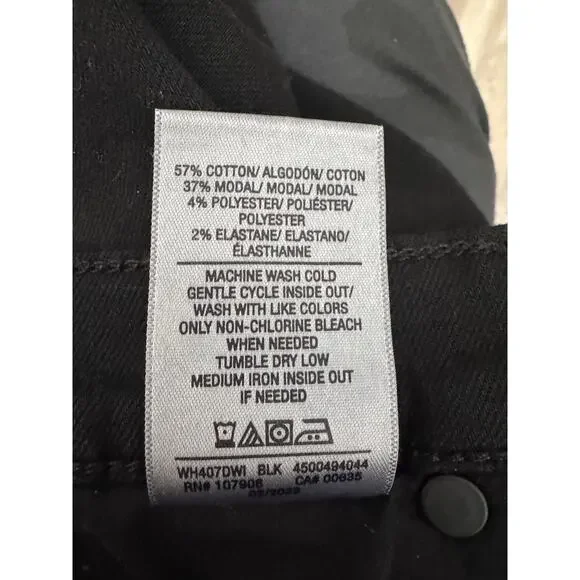 57% COTTON/ ALGODÓN/ COTON
37% MODAL/ MODAL/ MODAL
4% POLYESTER/ POLIÉSTER/
POLYESTER
2% ELASTANE/ ELASTANO/
ÉLASTHANNE
MACHINE WASH COLD
GENTLE CYCLE INSIDE OUT/
WASH WITH LIKE COLORS
ONLY NON-CHLORINE BLEACH
WHEN NEEDED
TUMBLE DRY LOW
MEDIUM IRON INSIDE OUT
IF NEEDED
WH407DWI BLK 4500494044
RN# 107906 CA# 00635